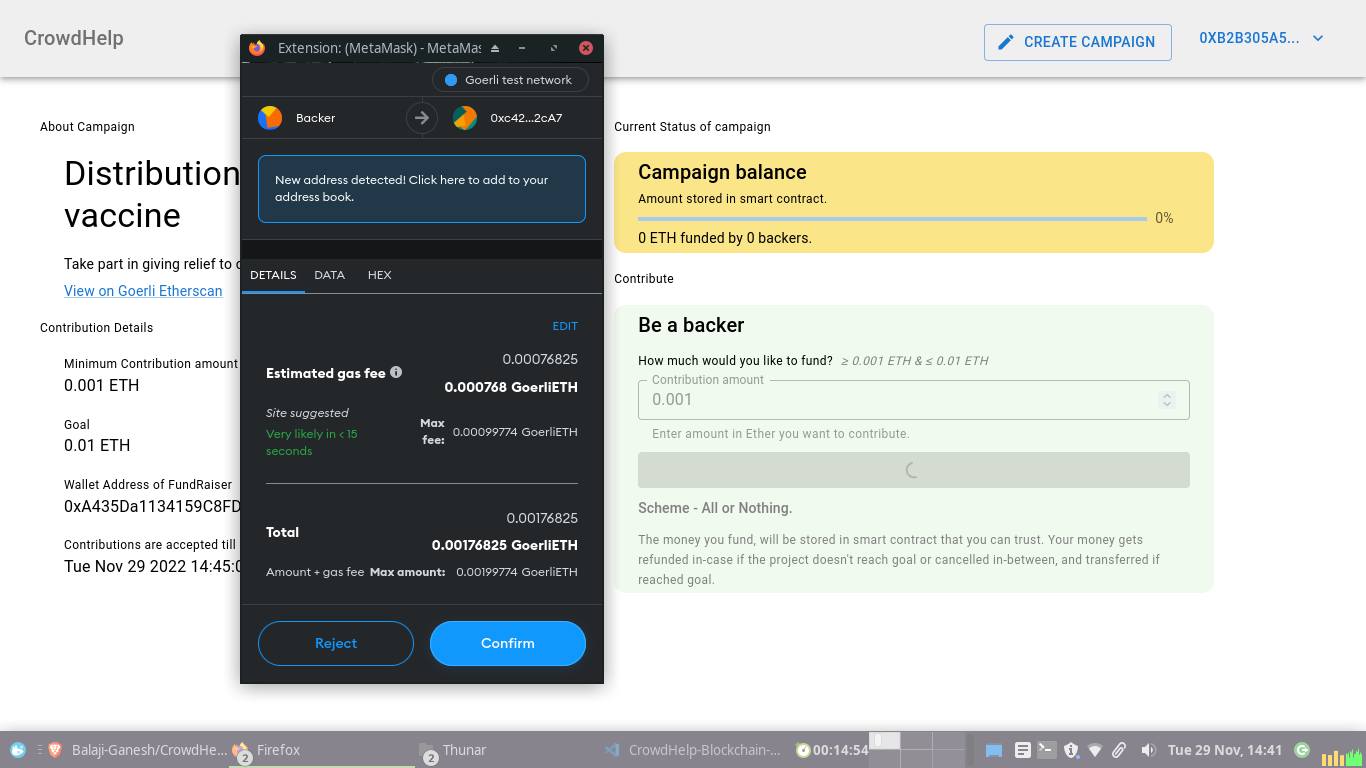 CrowdHelp
CREATE CAMPAIGN
0XB2B305A5...
About Campaign
Distribution
vaccine
Take part in giving relief to
View on Goerli Etherscan
Contribution Details
Minimum Contribution amount
0.001 ETH
Goal
0.01 ETH
Wallet Address of FundRaiser
0xA435Da1134159C8FD
Contributions are accepted till
Tue Nov 29 2022 14:45:0
Extension: (MetaMask) - MetaMas
Goerli test network
Backer
0xc42...2cA7
New address detected! Click here to add to your
address book.
DETAILS
DATA
HEX
EDIT
0.00076825
Estimated gas fee
0.000768 GoerliETH
Site suggested
Very likely in < 15
seconds
Max
fee:
0.00099774 GoerliETH
0.00176825
Total
0.00176825 GoerliETH
Amount + gas fee Max amount: 0.00199774 GoerliETH
Reject
Confirm
Current Status of campaign
Campaign balance
Amount stored in smart contract.
0%
0 ETH funded by 0 backers.
Contribute
Be a backer
How much would you like to fund? ≥ 0.001 ETH & ≤ 0.01 ETH
Contribution amount
0.001
Enter amount in Ether you want to contribute.
Scheme - All or Nothing.
The money you fund, will be stored in smart contract that you can trust. Your money gets
refunded in-case if the project doesn't reach goal or cancelled in-between, and transferred if
reached goal.
Balaji-Ganesh/CrowdHe...
2
Firefox
2
Thunar
CrowdHelp-Blockchain-...
00:14:54
Tue 29 Nov, 14:41